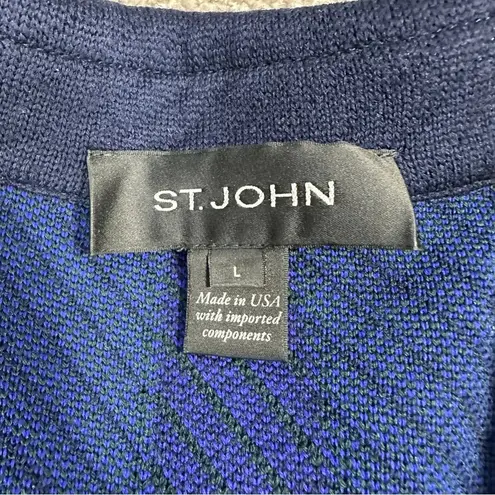 ST. JOHN
L
Made in USA
with imported
components